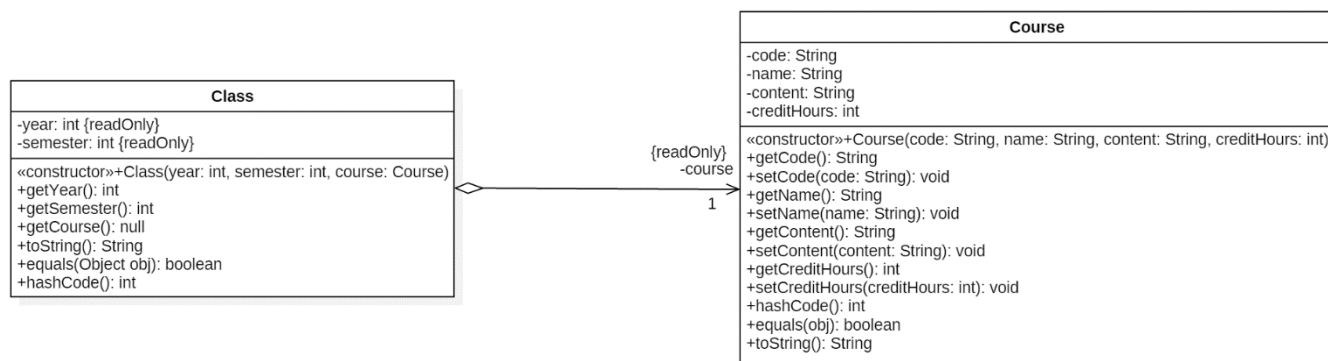 Class
-year: int {readOnly}
-semester: int {readOnly}
«constructor»+Class(year: int, semester: int, course: Course)
+getYear(): int
+getSemester(): int
+getCourse(): null
+toString(): String
+equals(Object obj): boolean
+hashCode(): int
{readOnly}
-course
1
Course
-code: String
-name: String
-content: String
-creditHours: int
«constructor»+Course(code: String, name: String, content: String, creditHours: int)
+getCode(): String
+setCode(code: String): void
+getName(): String
+setName(name: String): void
+getContent(): String
+setContent(content: String): void
+getCreditHours(): int
+setCreditHours(creditHours: int): void
+hashCode(): int
+equals(obj): boolean
+toString(): String